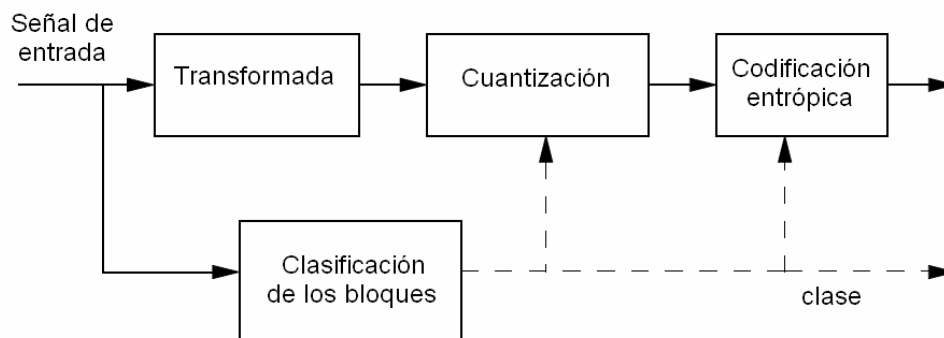 Señal de
entrada
Transformada
Cuantización
Codificación
entrópica
Clasificación
de los bloques
clase